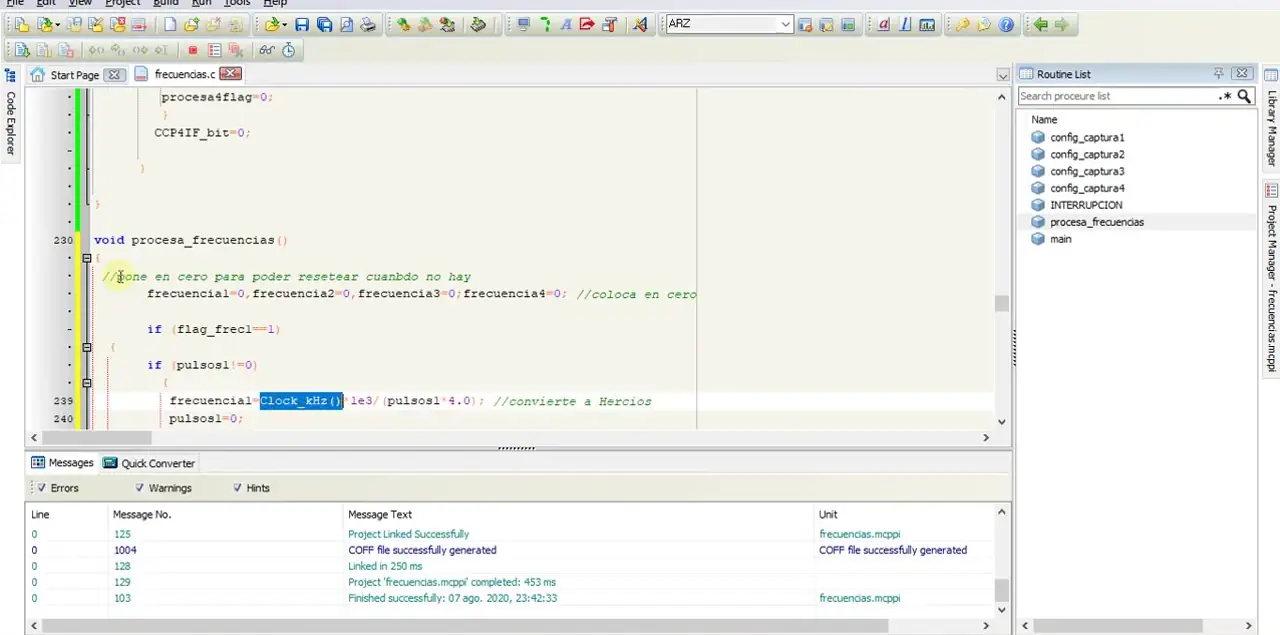 File Edit View Project Build Run Tools Help
ARZ
Start Page frecuencias.c
Code Explorer
procesa4flag=0;
}
CCP4IF_bit=0;
}
}
230 void procesa_frecuencias()
{
//pone en cero para poder resetear cuanbdo no hay
frecuencia1=0,frecuencia2=0,frecuencia3=0;frecuencia4=0; //coloca en cero
if (flag_frec1==1)
{
if (pulsos1!=0)
{
239 frecuencia1=Clock_kHz()*1e3/(pulsos1*4.0); //convierte a Hercios
240 pulsos1=0;
Messages Quick Converter
Errors Warnings Hints
Line Message No. Message Text Unit
0 125 Project Linked Successfully frecuencias.mcppi
0 1004 COFF file successfully generated COFF file successfully generated
0 128 Linked in 250 ms
0 129 Project 'frecuencias.mcppi' completed: 453 ms
0 103 Finished successfully: 07 ago. 2020, 23:42:33 frecuencias.mcppi
Routine List
Search proceure list .*
Name
config_captura1
config_captura2
config_captura3
config_captura4
INTERRUPCION
procesa_frecuencias
main
Library Manager
Project Manager - frecuencias.mcppi